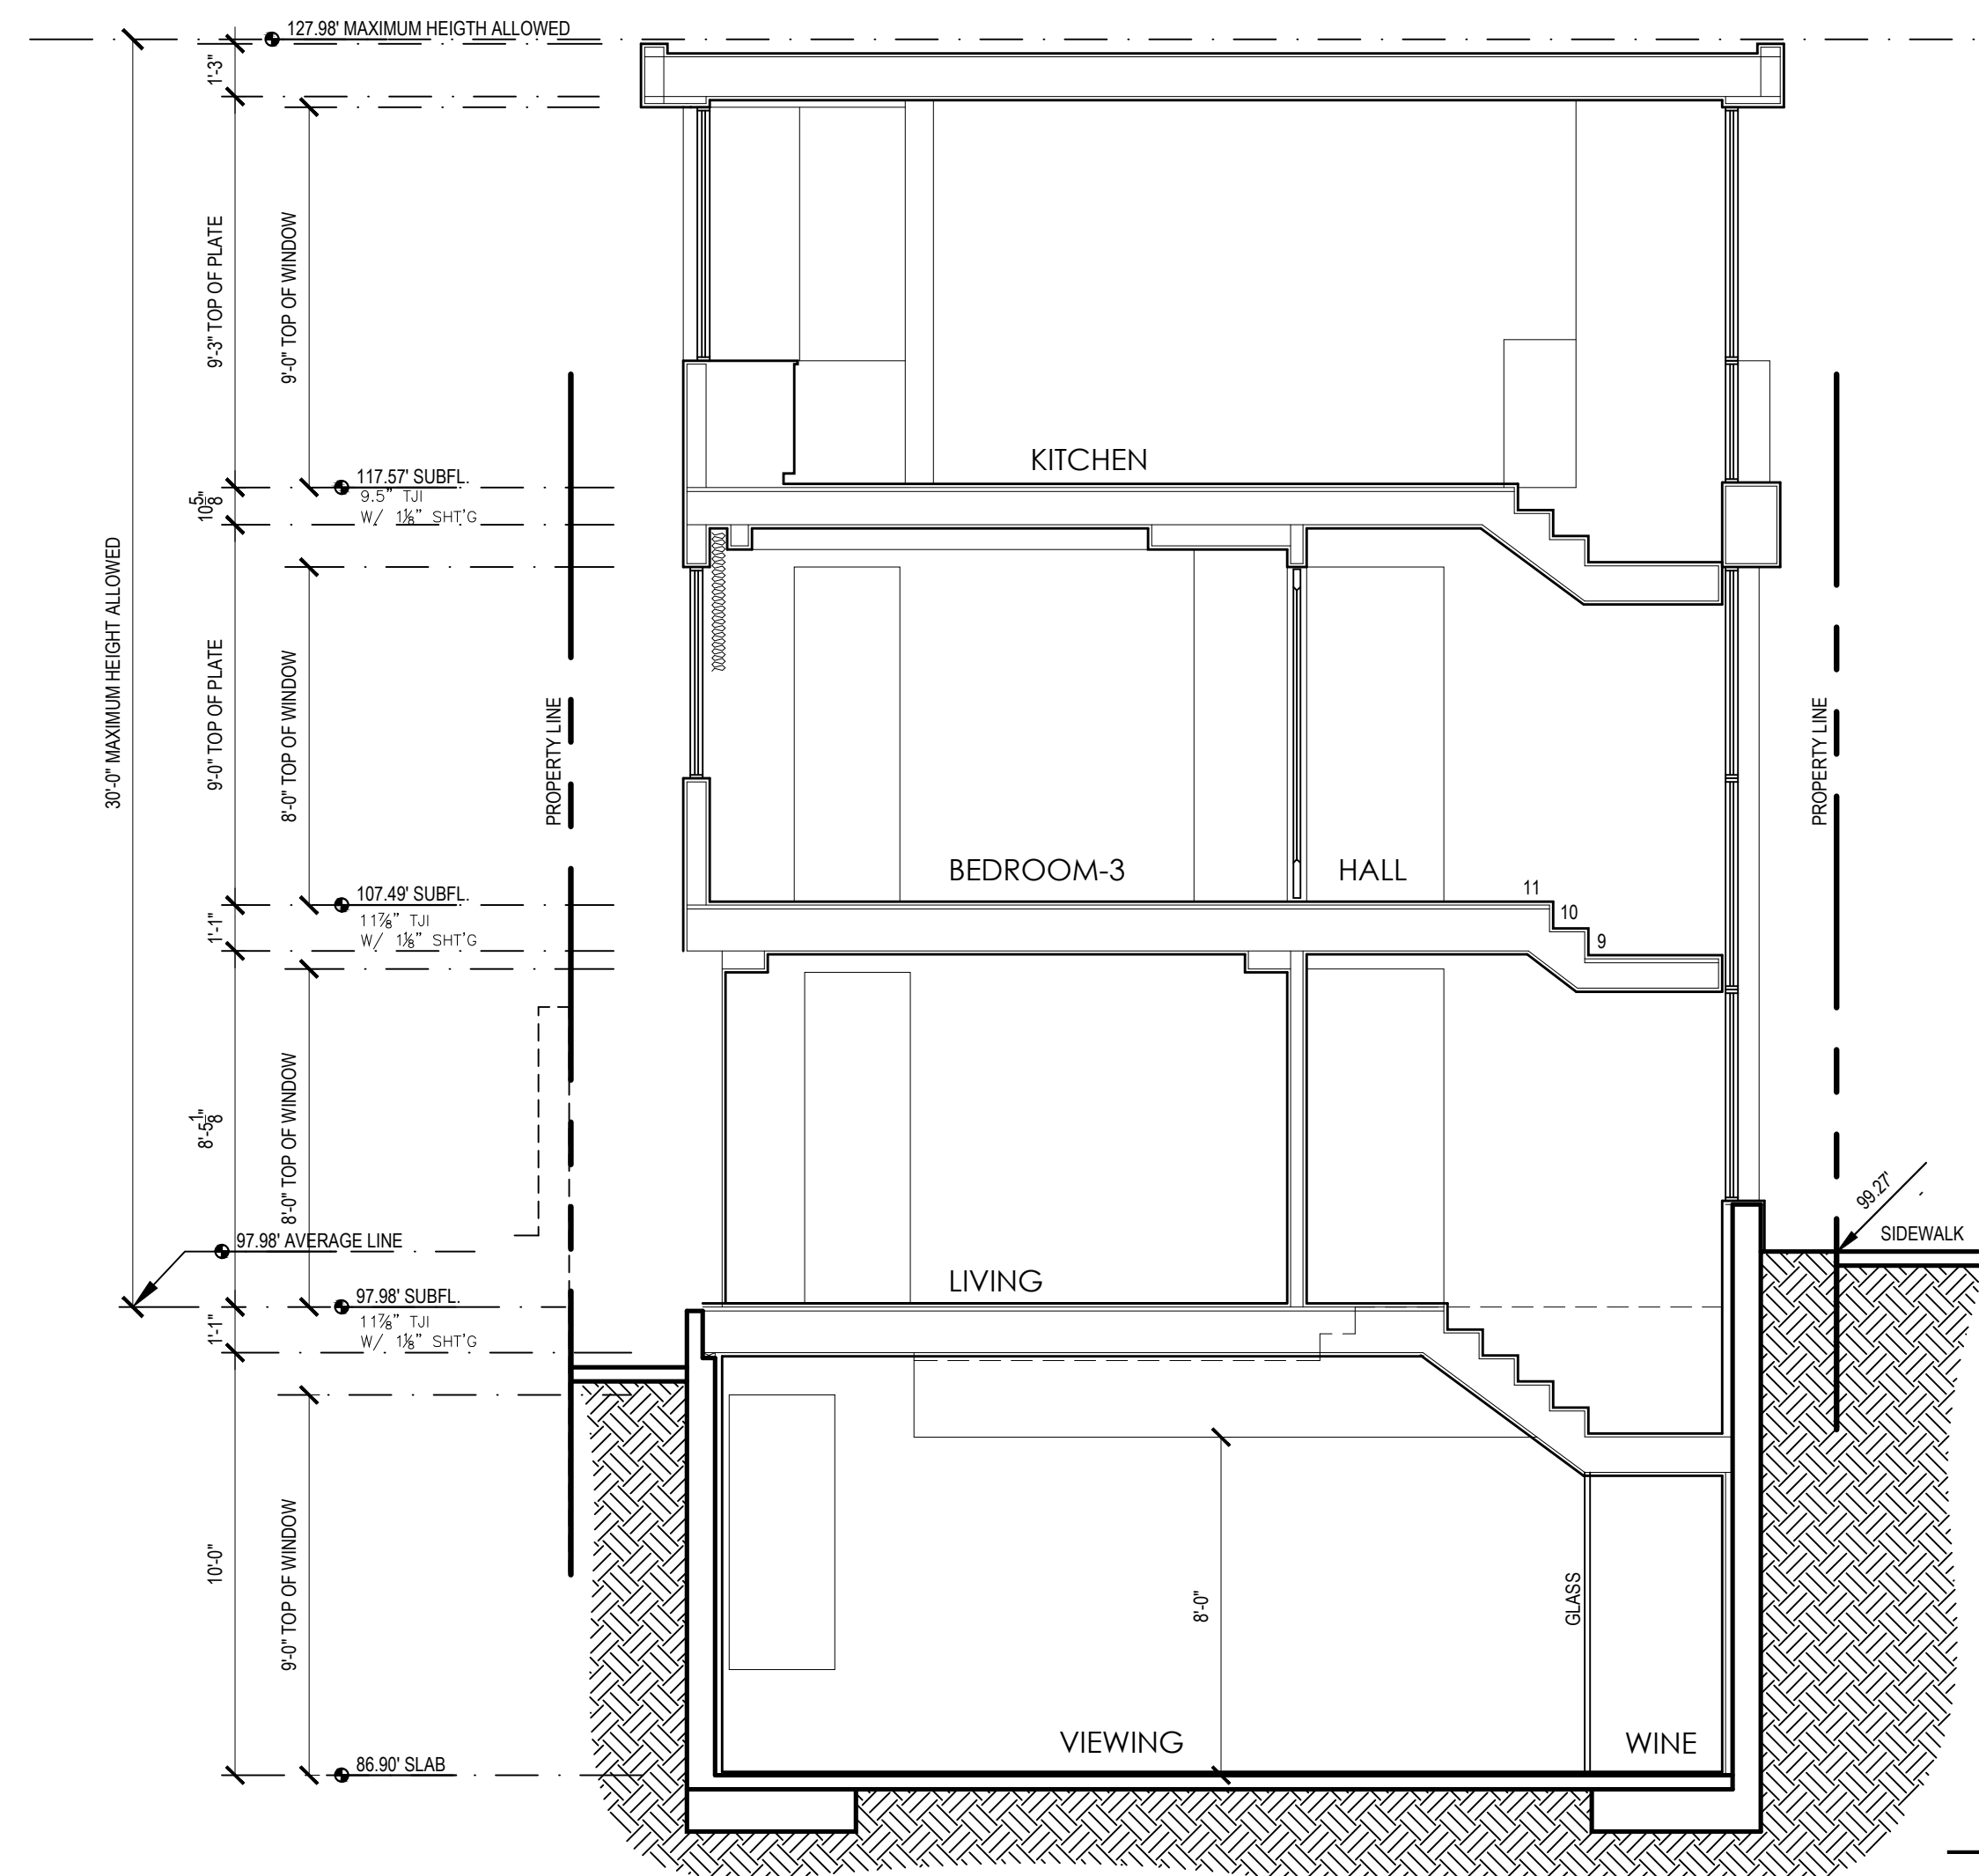 127.98' MAXIMUM HEIGTH ALLOWED
1'-3"
9'-3" TOP OF PLATE
9'-0" TOP OF WINDOW
KITCHEN
117.57' SUBFL.
9.5" TJI
W/ 1⅛" SHT'G
10 5/8"
30'-0" MAXIMUM HEIGHT ALLOWED
9'-0" TOP OF PLATE
8'-0" TOP OF WINDOW
PROPERTY LINE
PROPERTY LINE
BEDROOM-3
HALL
11
10
9
107.49' SUBFL.
11⅞" TJI
W/ 1⅛" SHT'G
1'-1"
8'-5 1/8"
8'-0" TOP OF WINDOW
99.27'
SIDEWALK
97.98' AVERAGE LINE
LIVING
97.98' SUBFL.
11⅞" TJI
W/ 1⅛" SHT'G
1'-1"
10'-0"
9'-0" TOP OF WINDOW
8'-0"
GLASS
VIEWING
WINE
86.90' SLAB